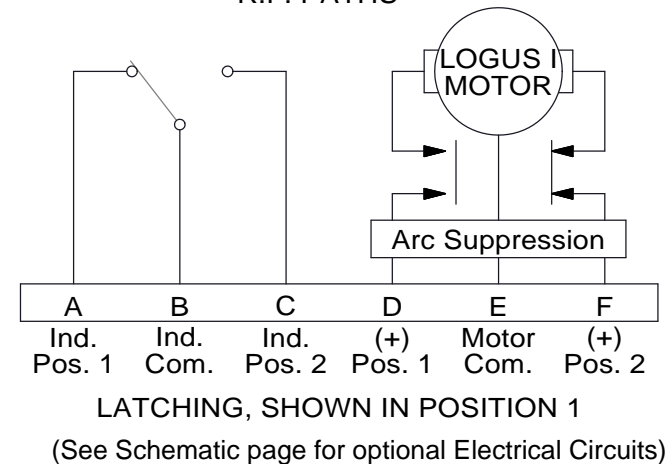 LOGUS I
MOTOR
Arc Suppression
A B C D E F
Ind. Ind. Ind. (+) Motor (+)
Pos. 1 Com. Pos. 2 Pos. 1 Com. Pos. 2
LATCHING, SHOWN IN POSITION 1
(See Schematic page for optional Electrical Circuits)